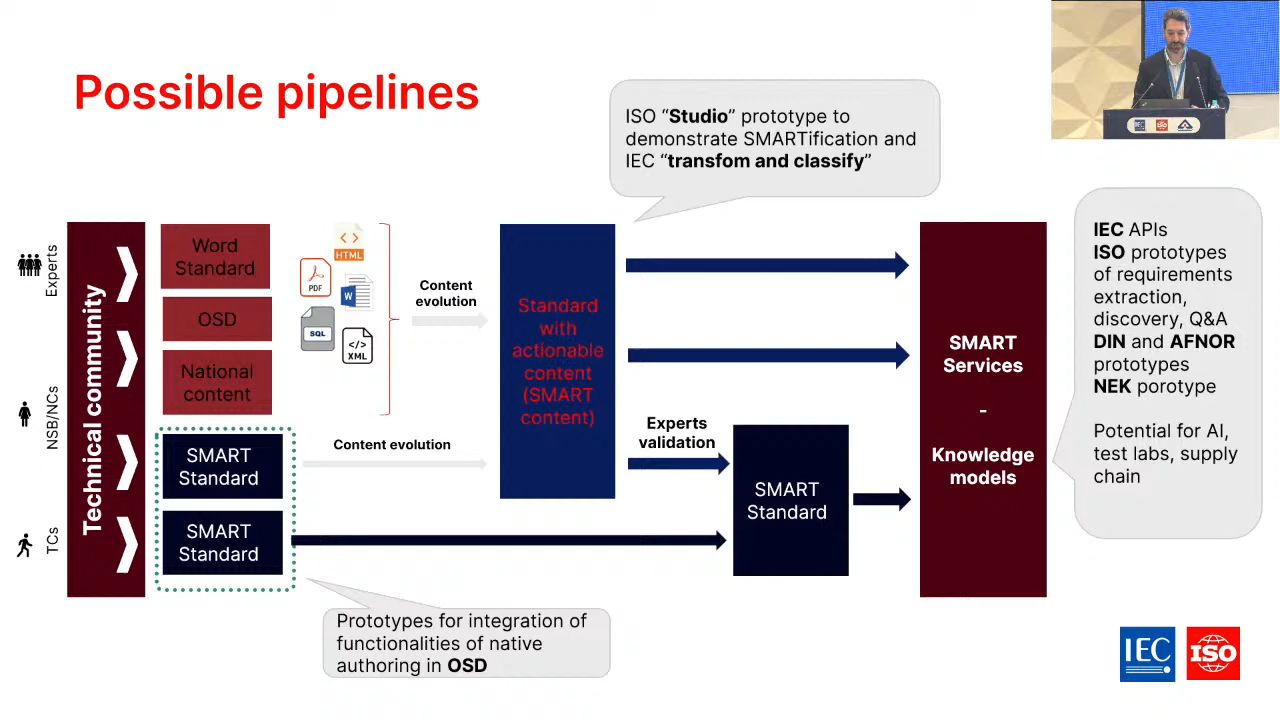 Possible pipelines
ISO “Studio” prototype to
demonstrate SMARTification and
IEC “transfom and classify”
Experts
NSB/NCs
TCs
Technical community
Word
Standard
OSD
National
content
SMART
Standard
SMART
Standard
HTML
PDF
W
SQL
</>
XML
Content
evolution
Content evolution
Standard
with
actionable
content
(SMART
content)
Experts
validation
SMART
Standard
SMART
Services
-
Knowledge
models
IEC APIs
ISO prototypes
of requirements
extraction,
discovery, Q&A
DIN and AFNOR
prototypes
NEK porotype
Potential for AI,
test labs, supply
chain
Prototypes for integration of
functionalities of native
authoring in OSD
IEC
ISO